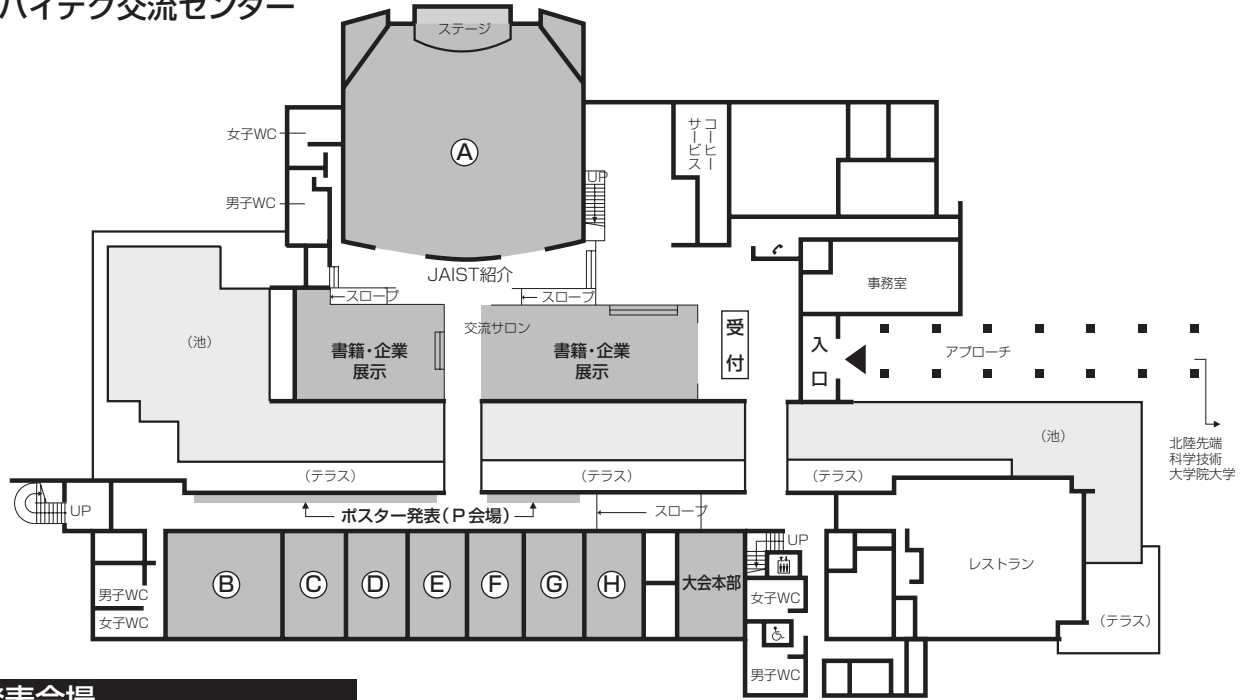 ハイテク交流センター
ステージ
女子WC
A
コーヒー
サービス
UP
男子WC
JAIST紹介
事務室
←スロープ
←スロープ
交流サロン
(池)
書籍・企業
展示
書籍・企業
展示
受付
入口
アプローチ
(池)
北陸先端
科学技術
大学院大学
(テラス)
(テラス)
(テラス)
UP
ポスター発表(P会場)
スロープ
UP
レストラン
B
C
D
E
F
G
H
大会本部
男子WC
女子WC
女子WC
(テラス)
男子WC